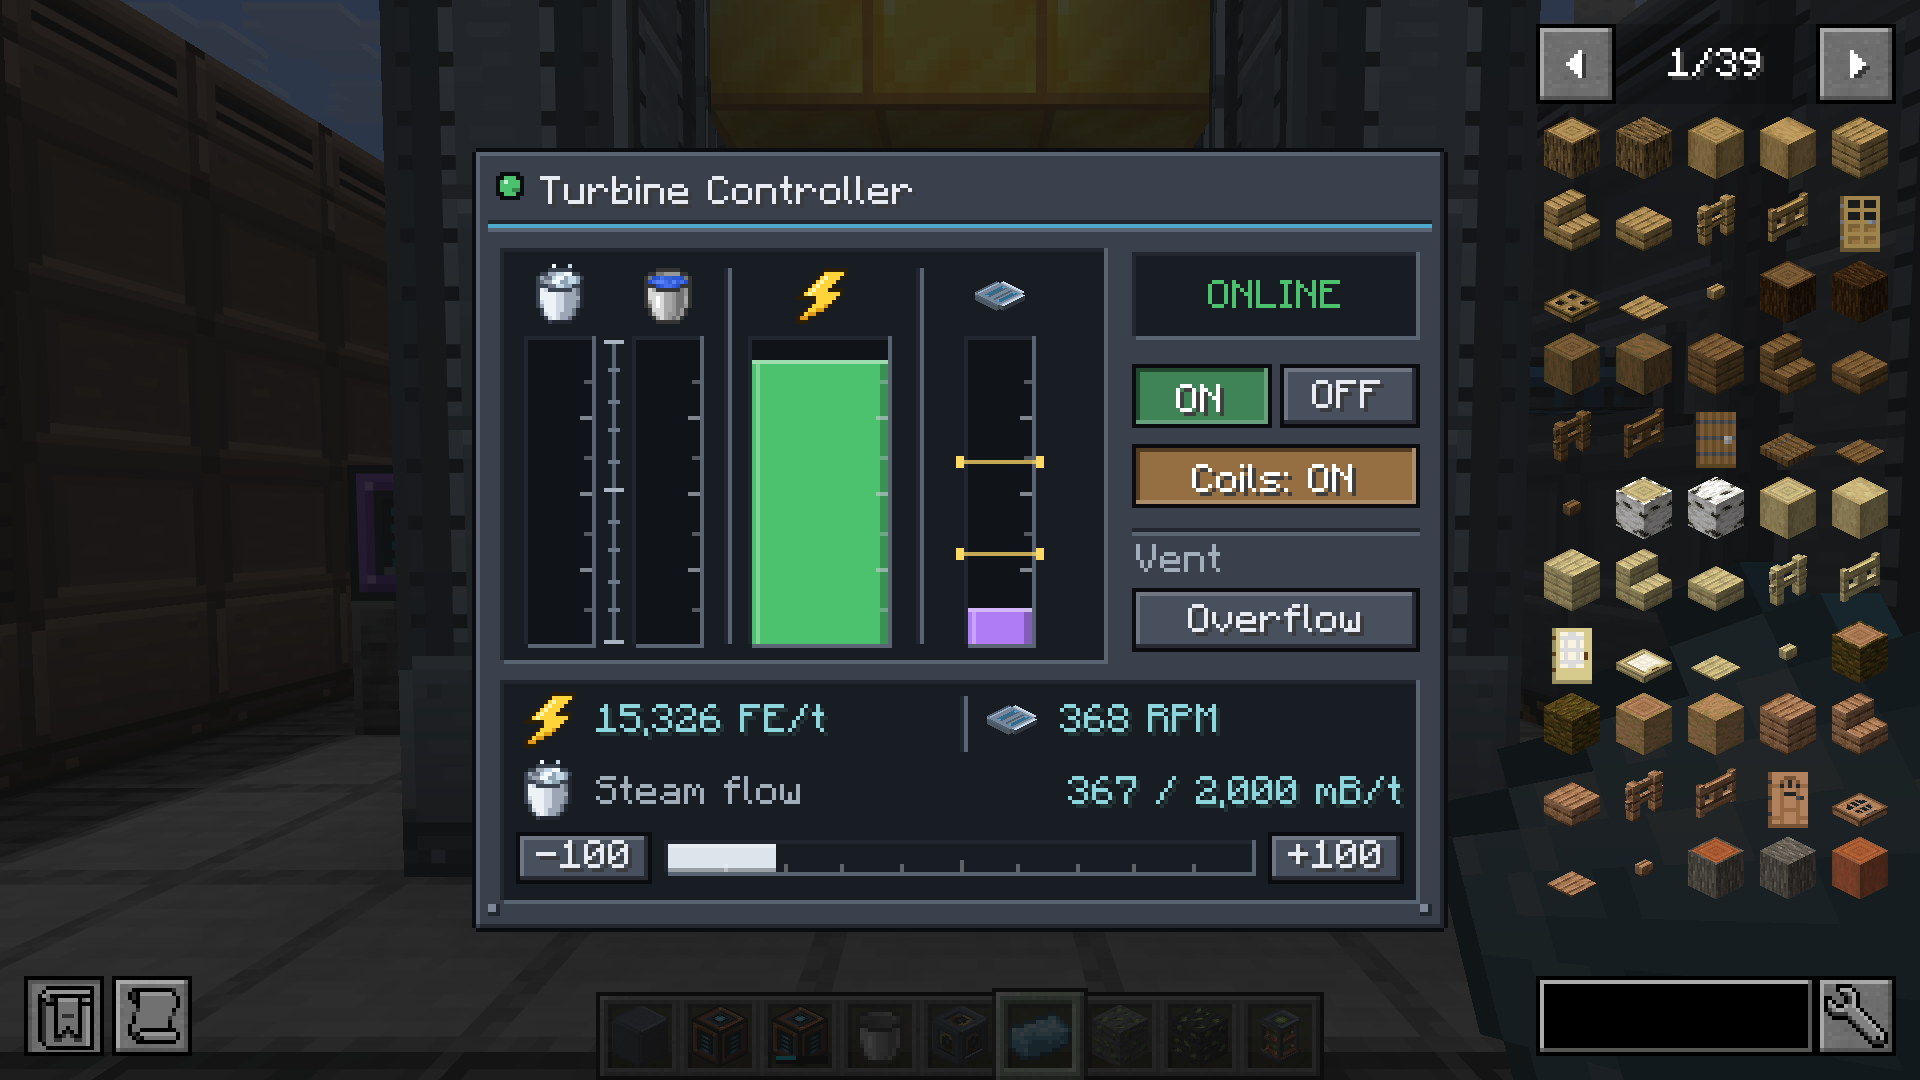 1/39
Turbine Controller
ONLINE
ON OFF
Coils: ON
Vent
Overflow
15,326 FE/t 368 RPM
Steam flow 367 / 2,000 mB/t
-100 +100